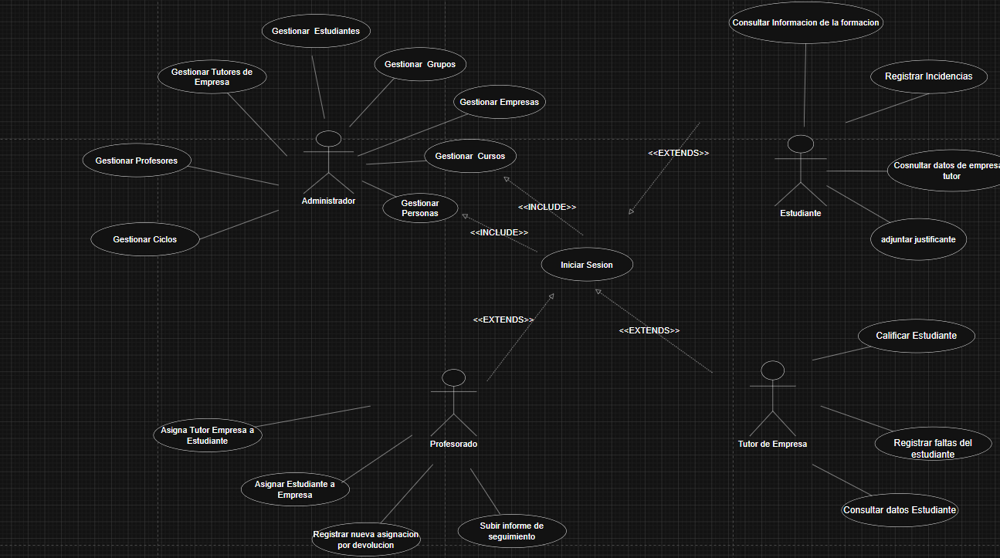 Consultar Informacion de la formacion
Gestionar Estudiantes
Gestionar Grupos
Gestionar Tutores de
Empresa
Registrar Incidencias
Gestionar Empresas
<<EXTENDS>>
Gestionar Cursos
Gestionar Profesores
Cosnultar datos de empresa
tutor
Administrador
Gestionar
Personas
<<INCLUDE>>
Estudiante
<<INCLUDE>>
Gestionar Ciclos
adjuntar justificante
Iniciar Sesion
<<EXTENDS>>
<<EXTENDS>>
Calificar Estudiante
Asigna Tutor Empresa a
Estudiante
Profesorado
Tutor de Empresa
Registrar faltas del
estudiante
Asignar Estudiante a
Empresa
Consultar datos Estudiante
Registrar nueva asignacion
por devolucion
Subir informe de
seguimiento